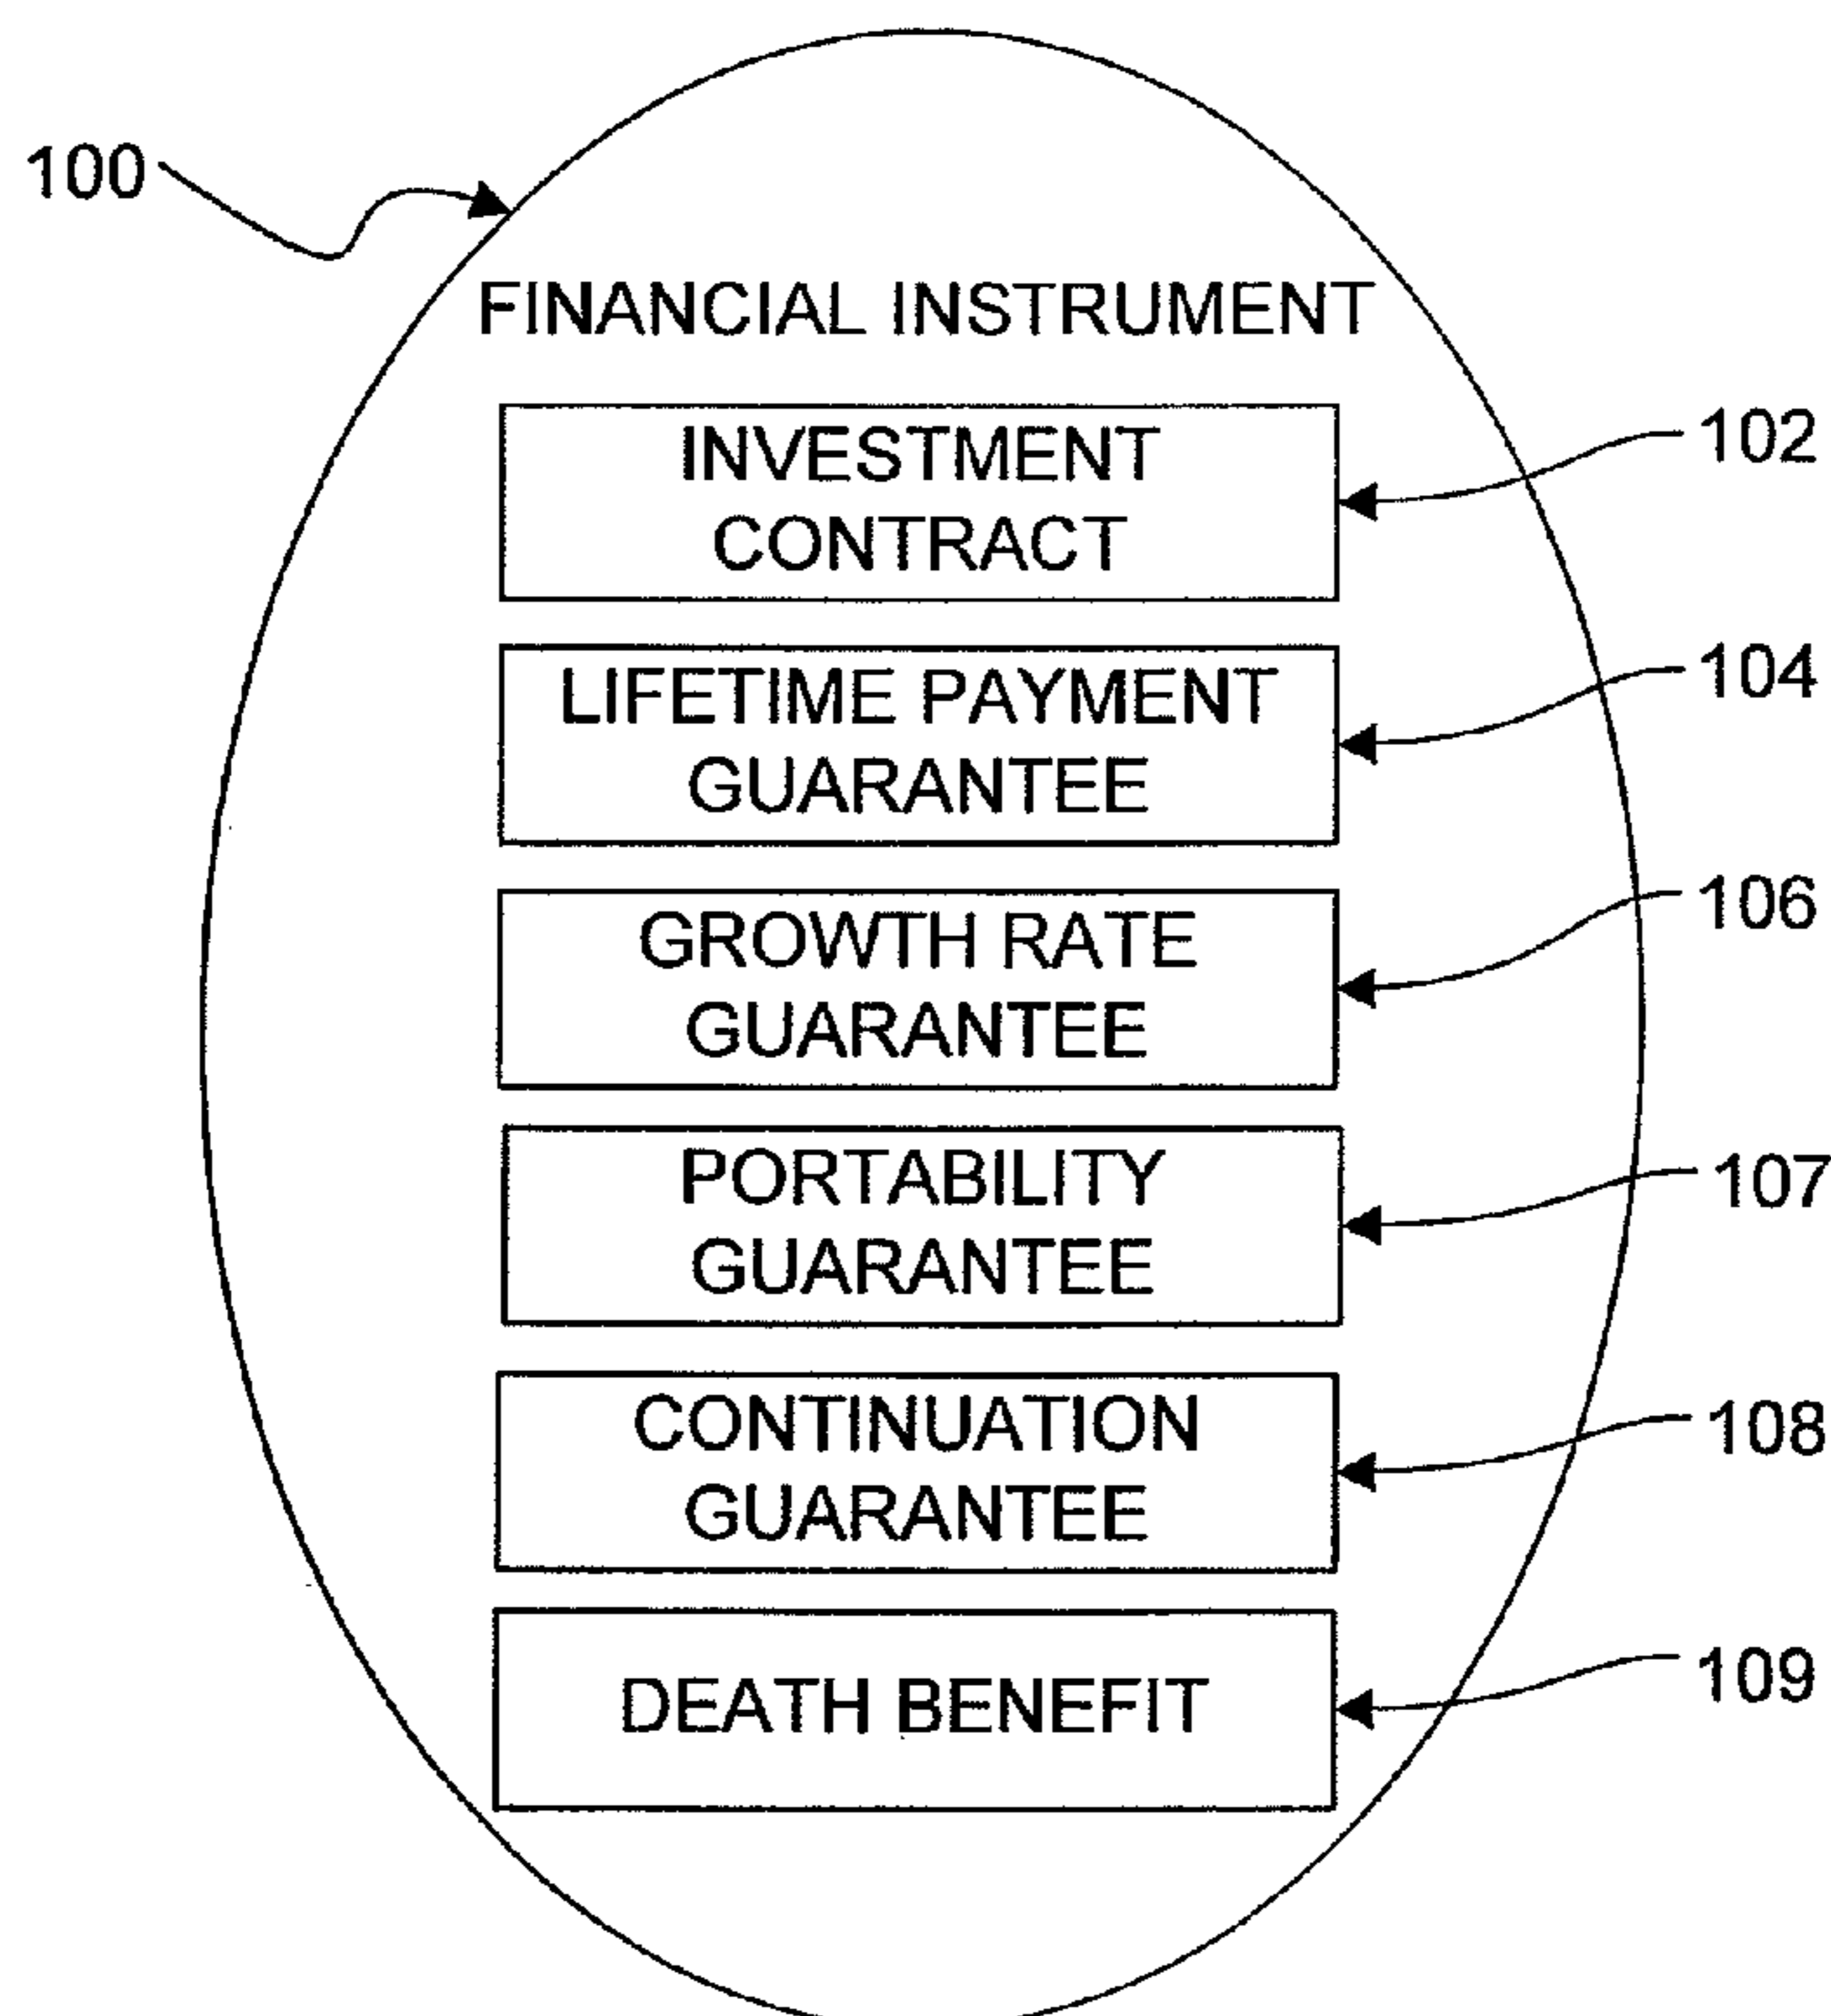 100
FINANCIAL INSTRUMENT
INVESTMENT
CONTRACT
102
LIFETIME PAYMENT
GUARANTEE
104
GROWTH RATE
GUARANTEE
106
PORTABILITY
GUARANTEE
107
CONTINUATION
GUARANTEE
108
DEATH BENEFIT
109